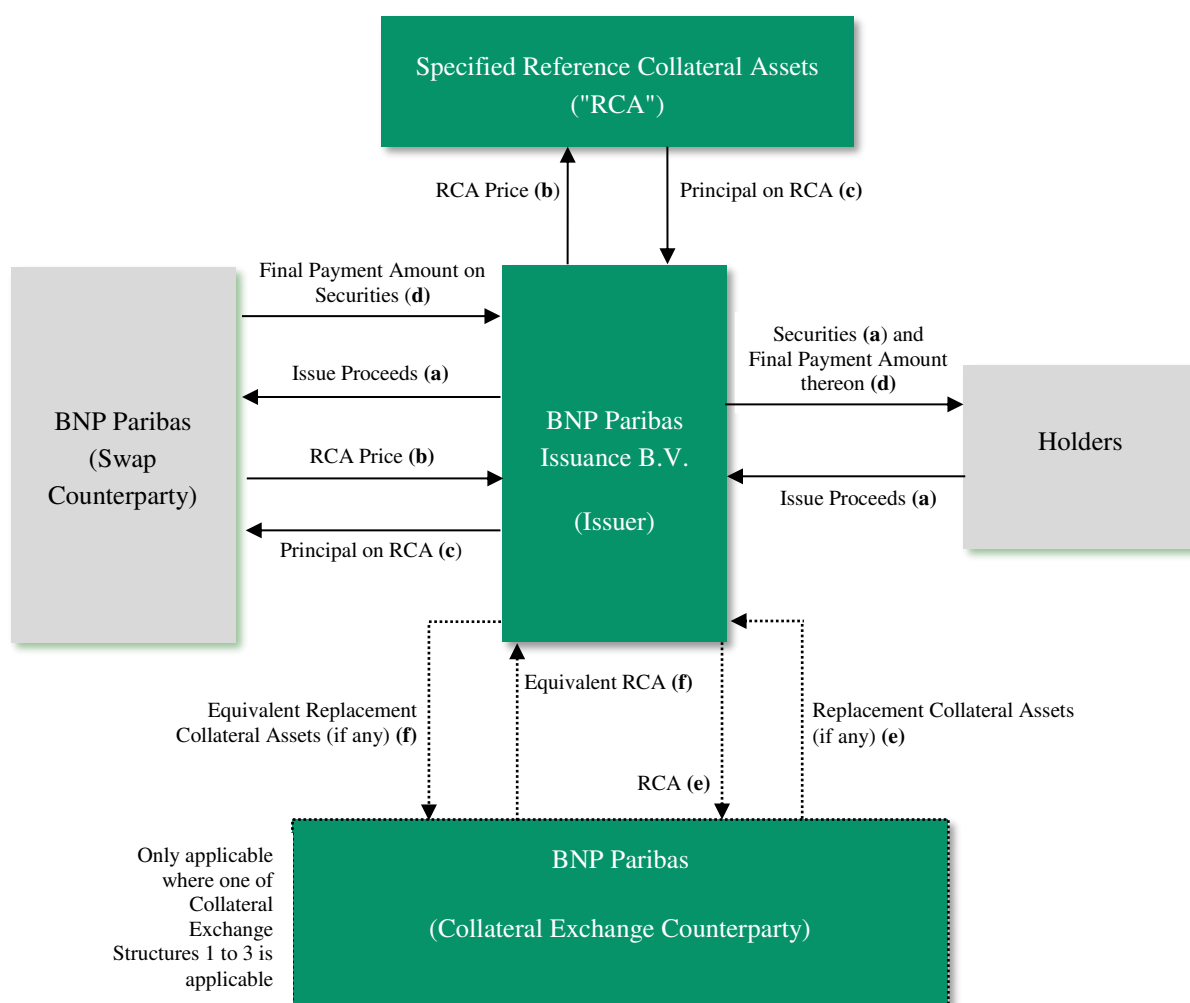 Specified Reference Collateral Assets
("RCA")
RCA Price (b)
Principal on RCA (c)
Final Payment Amount on
Securities (d)
Issue Proceeds (a)
RCA Price (b)
Principal on RCA (c)
BNP Paribas
(Swap
Counterparty)
BNP Paribas
Issuance B.V.
(Issuer)
Securities (a) and
Final Payment Amount
thereon (d)
Issue Proceeds (a)
Holders
Equivalent Replacement
Collateral Assets (if any) (f)
Equivalent RCA (f)
RCA (e)
Replacement Collateral Assets
(if any) (e)
Only applicable
where one of
Collateral
Exchange
Structures 1 to 3 is
applicable
BNP Paribas
(Collateral Exchange Counterparty)